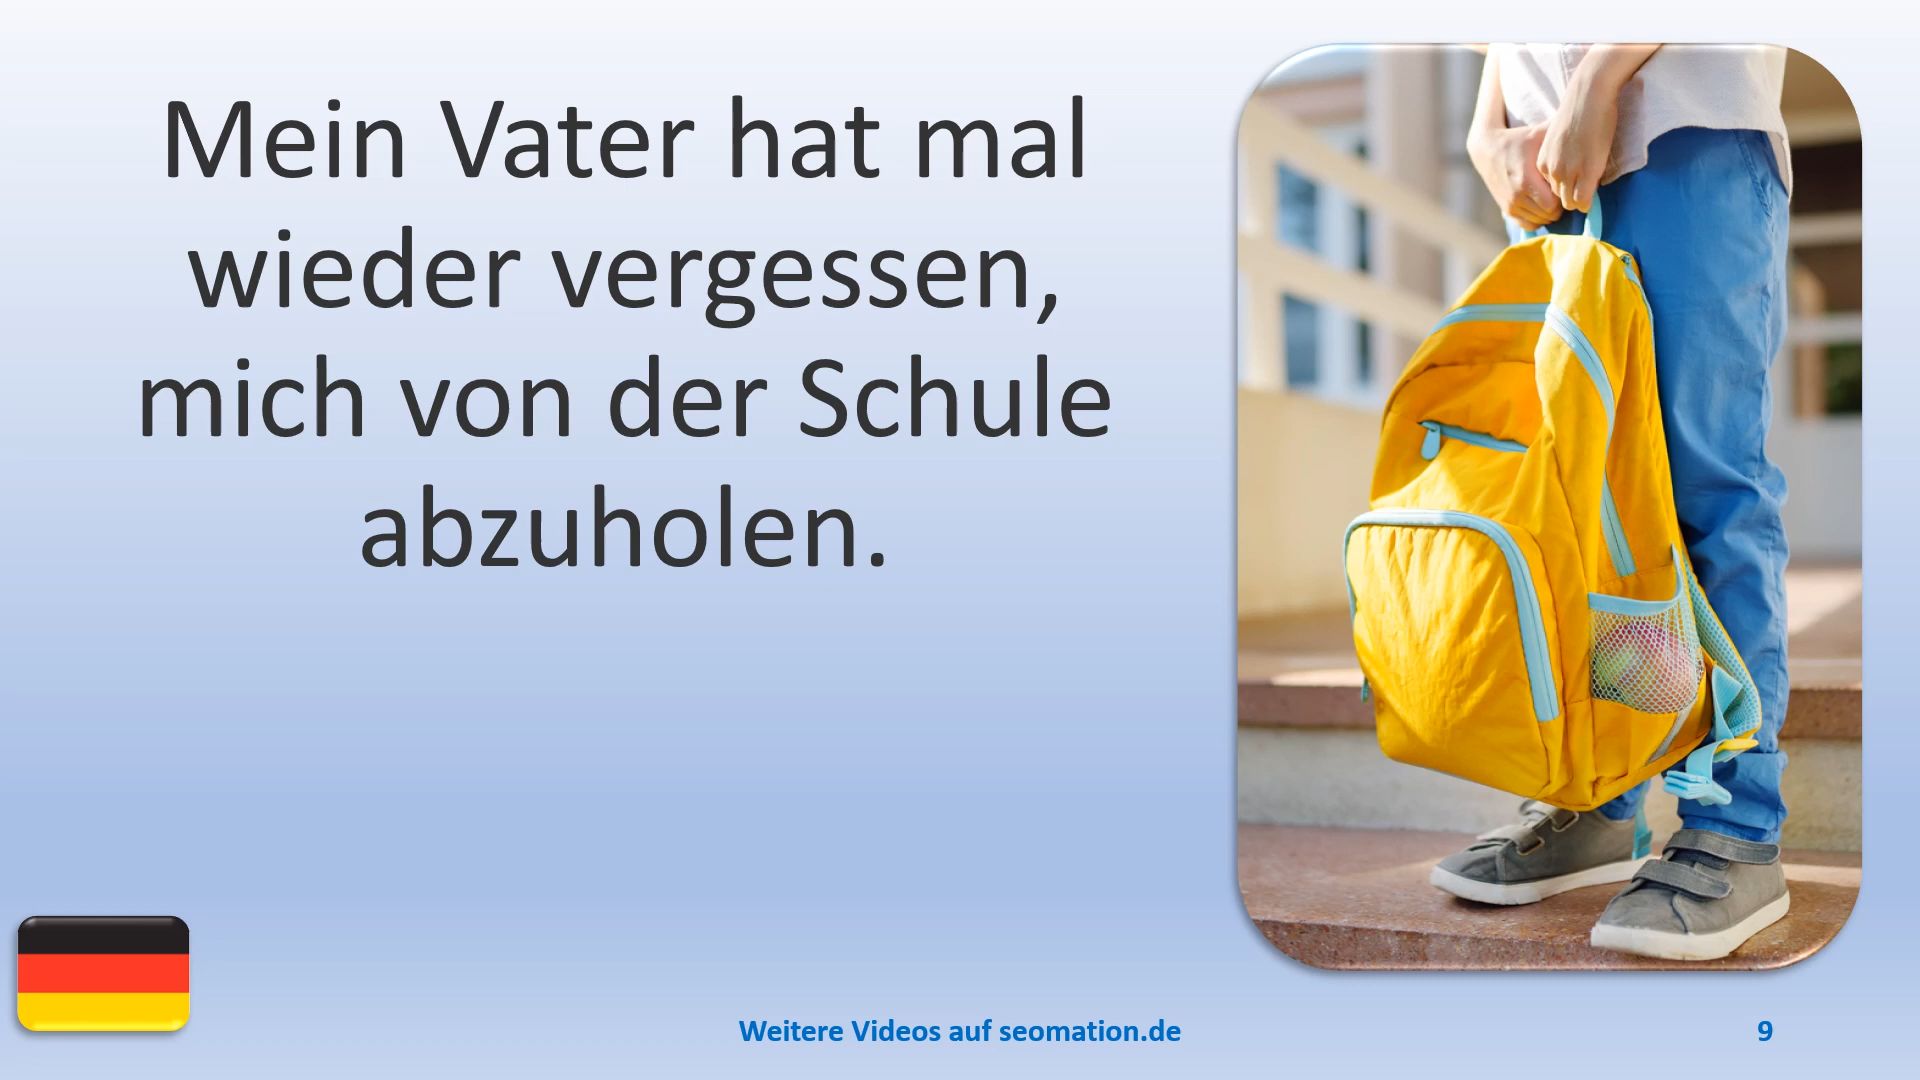 Mein Vater hat mal
wieder vergessen,
mich von der Schule
abzuholen.
Weitere Videos auf seomation.de
9